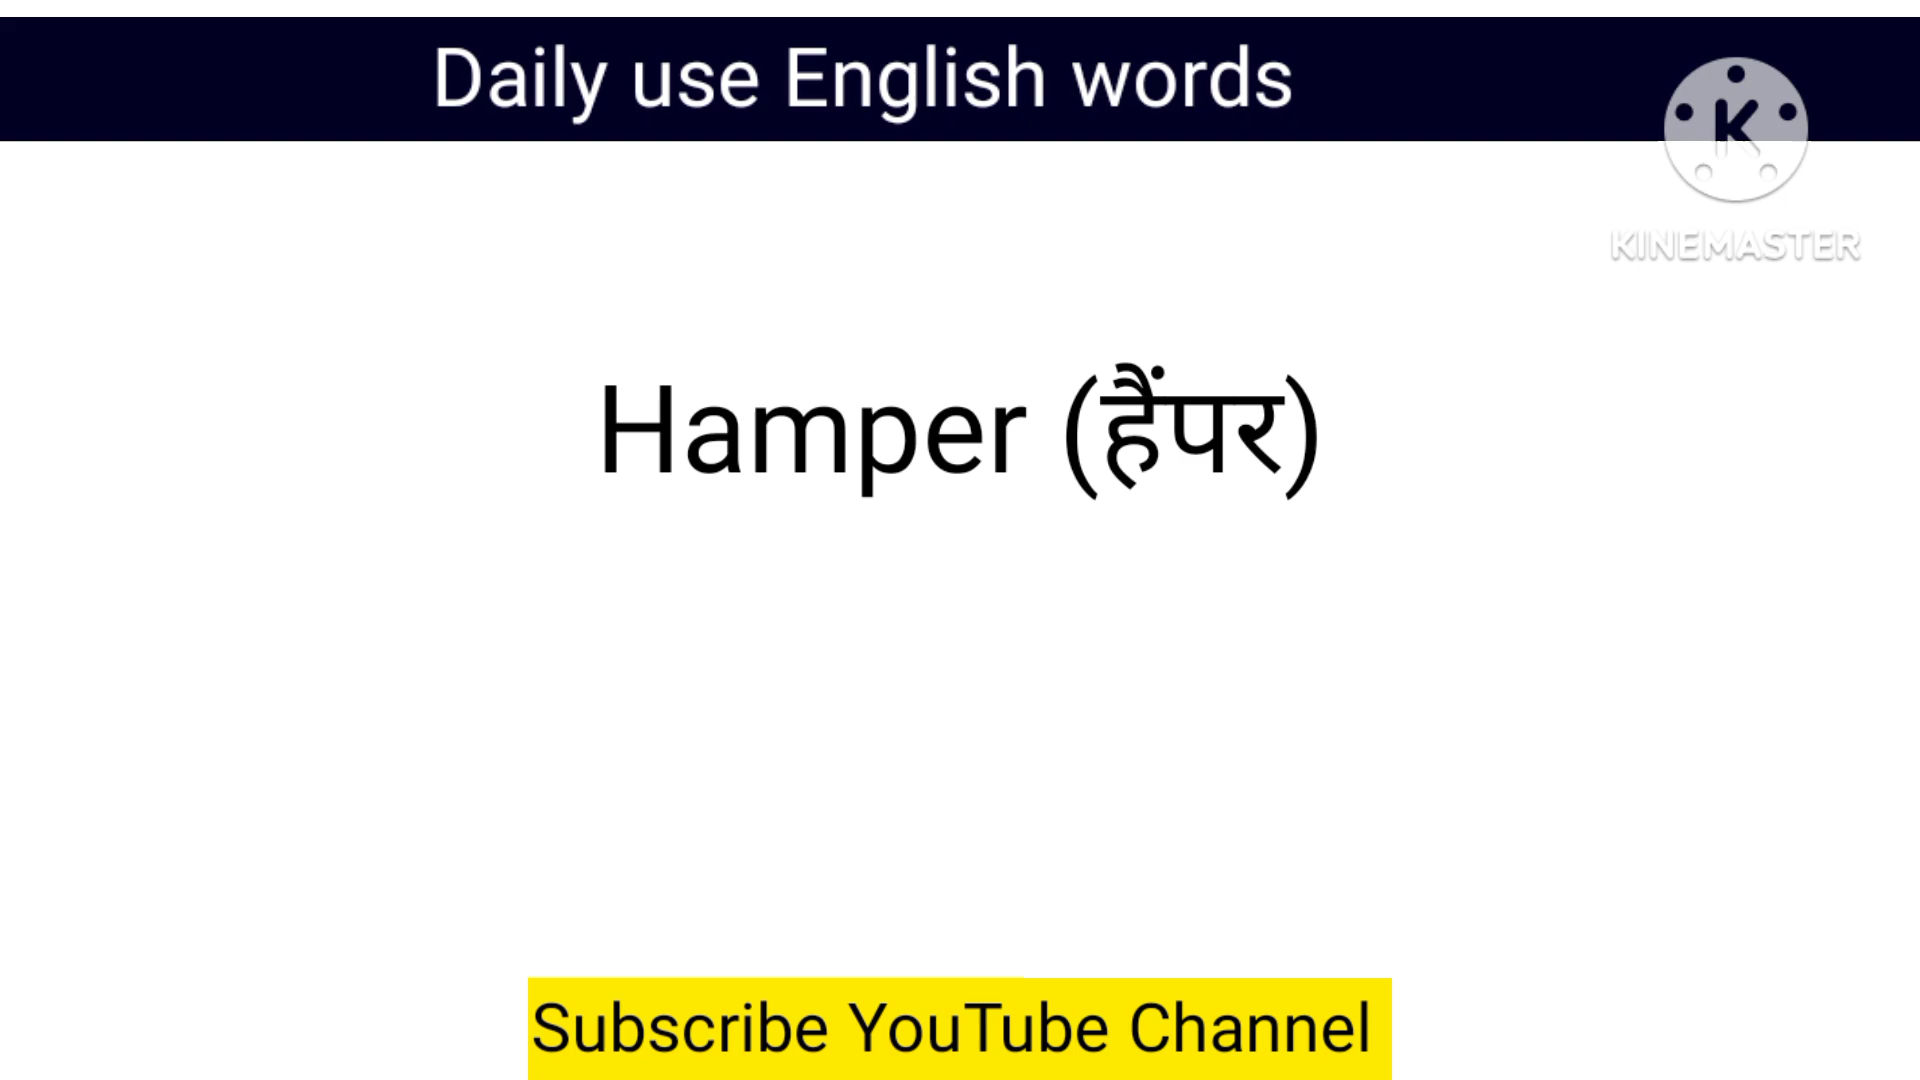 Daily use English words
K
KINEMASTER
Hamper (हैंपर)
Subscribe YouTube Channel